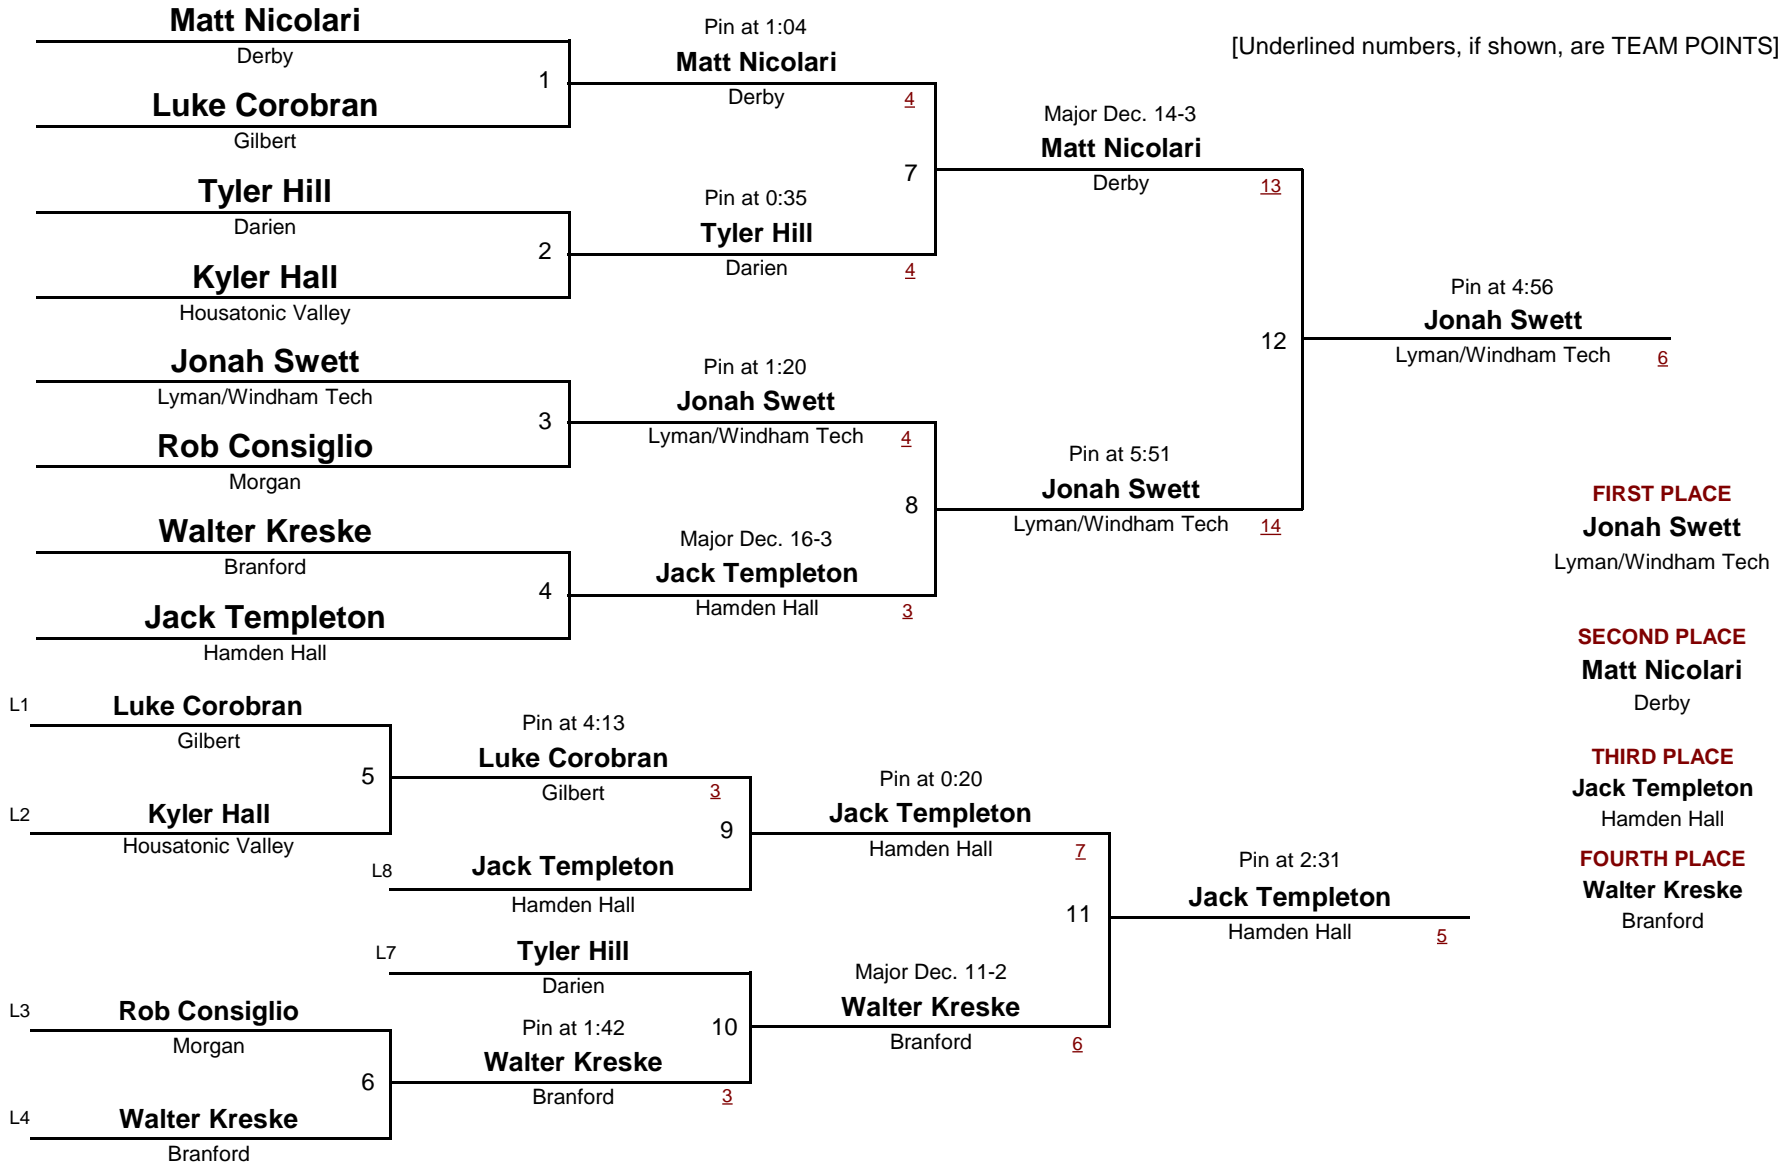 Matt Nicolari
Derby
1
Luke Corobran
Gilbert
Tyler Hill
Darien
2
Kyler Hall
Housatonic Valley
Jonah Swett
Lyman/Windham Tech
3
Rob Consiglio
Morgan
Walter Kreske
Branford
4
Jack Templeton
Hamden Hall
Pin at 1:04
Matt Nicolari
Derby
4
7
Pin at 0:35
Tyler Hill
Darien
4
Pin at 1:20
Jonah Swett
Lyman/Windham Tech
4
8
Major Dec. 16-3
Jack Templeton
Hamden Hall
3
[Underlined numbers, if shown, are TEAM POINTS]
Major Dec. 14-3
Matt Nicolari
Derby
13
12
Pin at 5:51
Jonah Swett
Lyman/Windham Tech
14
Pin at 4:56
Jonah Swett
Lyman/Windham Tech
6
FIRST PLACE
Jonah Swett
Lyman/Windham Tech
SECOND PLACE
Matt Nicolari
Derby
THIRD PLACE
Jack Templeton
Hamden Hall
FOURTH PLACE
Walter Kreske
Branford
L1
Luke Corobran
Gilbert
5
L2
Kyler Hall
Housatonic Valley
Pin at 4:13
Luke Corobran
Gilbert
3
9
L8
Jack Templeton
Hamden Hall
L7
Tyler Hill
Darien
10
L3
Rob Consiglio
Morgan
6
L4
Walter Kreske
Branford
Pin at 1:42
Walter Kreske
Branford
3
Pin at 0:20
Jack Templeton
Hamden Hall
7
11
Major Dec. 11-2
Walter Kreske
Branford
6
Pin at 2:31
Jack Templeton
Hamden Hall
5